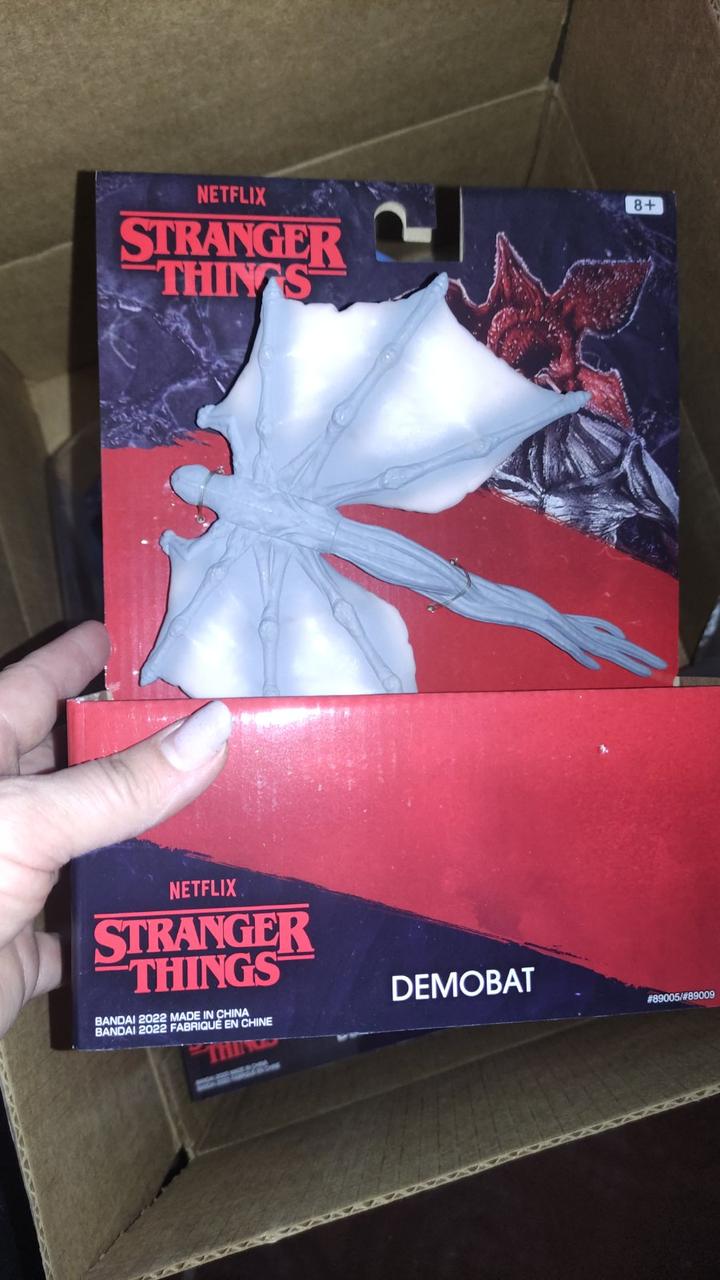 NETFLIX
STRANGER
THINGS
8+
NETFLIX
STRANGER
THINGS
DEMOBAT
#89005/#89009
BANDAI 2022 MADE IN CHINA
BANDAI 2022 FABRIQUÉ EN CHINE
THINGS